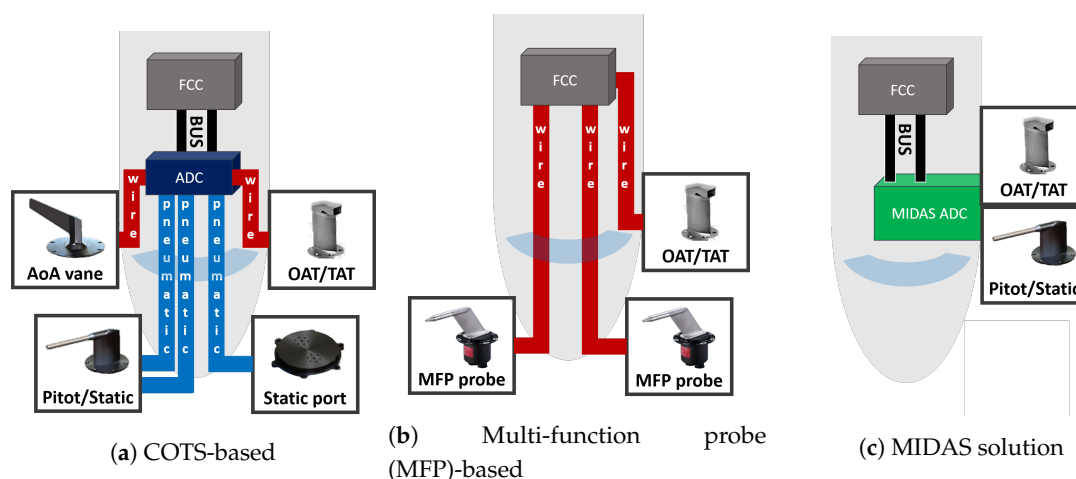 FCC
BUS
ADC
wire
wire
pneumatic
pneumatic
pneumatic
AoA vane
OAT/TAT
Pitot/Static
Static port
(a) COTS-based
FCC
wire
wire
wire
OAT/TAT
MFP probe
MFP probe
(b) Multi-function probe
(MFP)-based
FCC
BUS
OAT/TAT
MIDAS ADC
Pitot/Static
(c) MIDAS solution